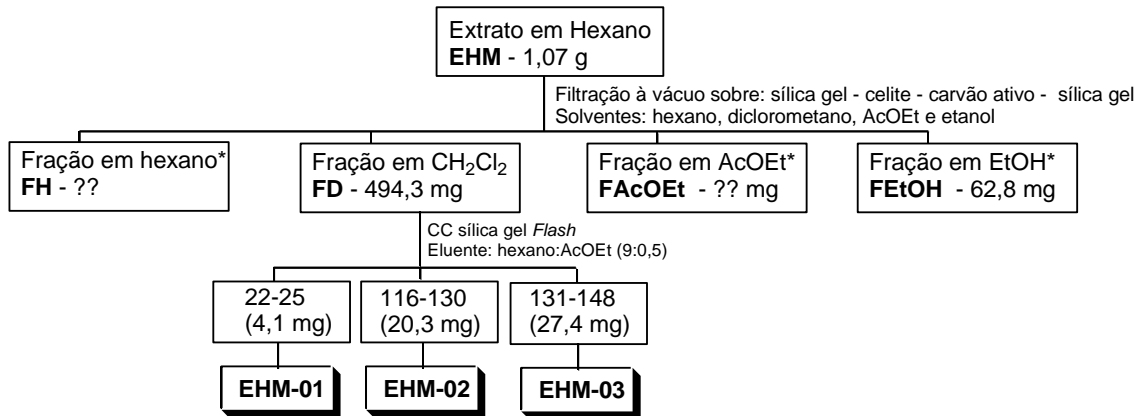 Extrato em Hexano
EHM - 1,07 g
Filtração à vácuo sobre: sílica gel - celite - carvão ativo - sílica gel
Solventes: hexano, diclorometano, AcOEt e etanol
Fração em hexano*
FH - ??
Fração em CH₂Cl₂
FD - 494,3 mg
Fração em AcOEt*
FAcOEt - ?? mg
Fração em EtOH*
FEtOH - 62,8 mg
CC sílica gel Flash
Eluente: hexano:AcOEt (9:0,5)
22-25
(4,1 mg)
116-130
(20,3 mg)
131-148
(27,4 mg)
EHM-01
EHM-02
EHM-03